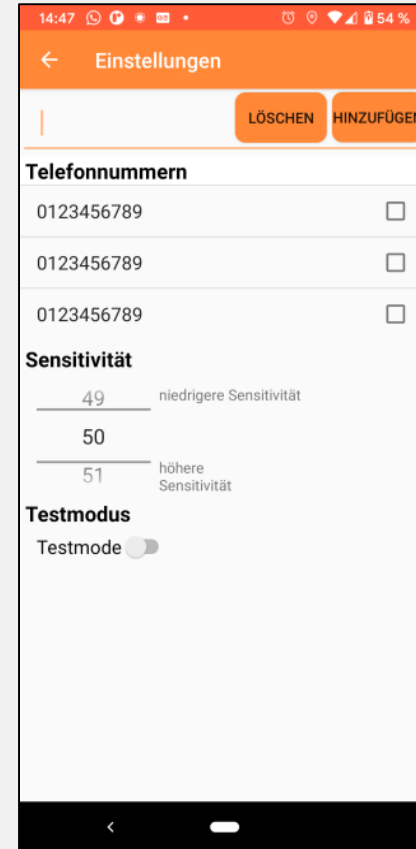 14:47 54 %
Einstellungen
LÖSCHEN HINZUFÜGEN
Telefonnummern
0123456789
0123456789
0123456789
Sensitivität
49 niedrigere Sensitivität
50
51 höhere
Sensitivität
Testmodus
Testmode